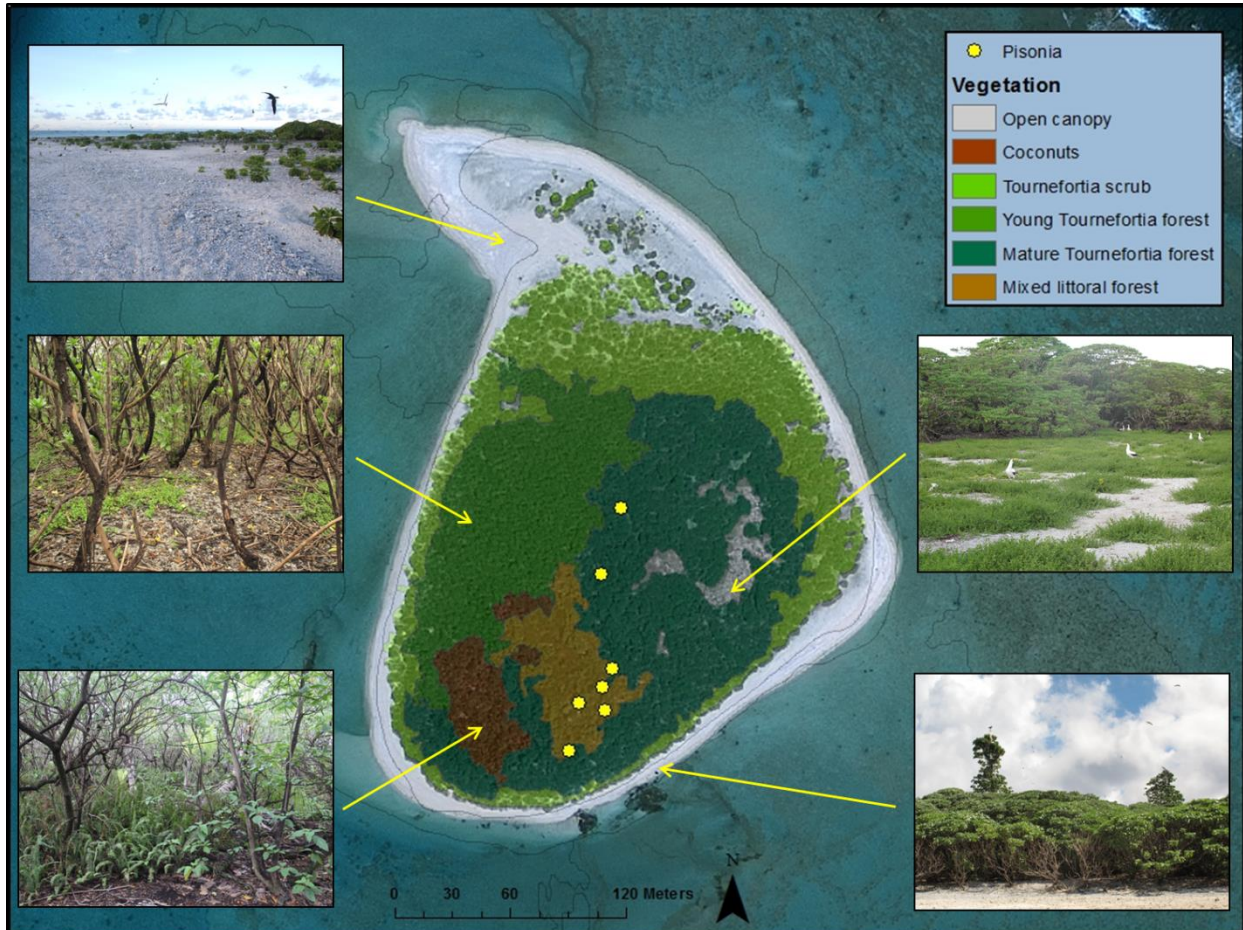 Pisonia
Vegetation
Open canopy
Coconuts
Tournefortia scrub
Young Tournefortia forest
Mature Tournefortia forest
Mixed littoral forest
N
0 30 60 120 Meters